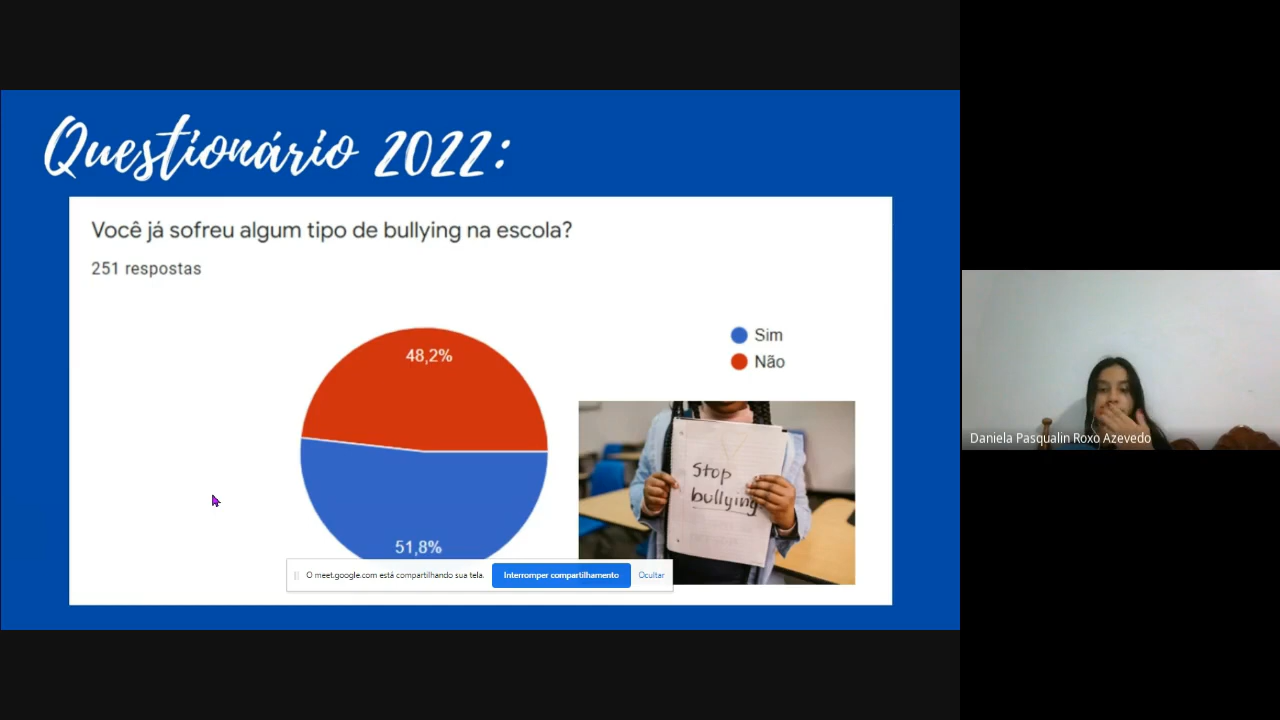 Questionário 2022:
Você já sofreu algum tipo de bullying na escola?
251 respostas
Sim
Não
48,2%
51,8%
Stop
bullying
O meet.google.com está compartilhando sua tela.
Interromper compartilhamento
Ocultar
Daniela Pasqualin Roxo Azevedo